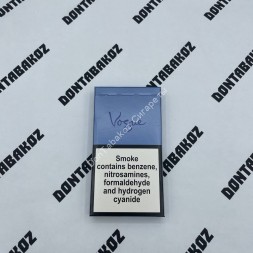 DONTABAKOZ
DONTABAKOZ
DONTABAKOZ
DONTABAKOZ
Vogue
Smoke
contains benzene,
nitrosamines,
formaldehyde
and hydrogen
cyanide
DONTABAKOZ
DONTABAKOZ
DONTABAKOZ